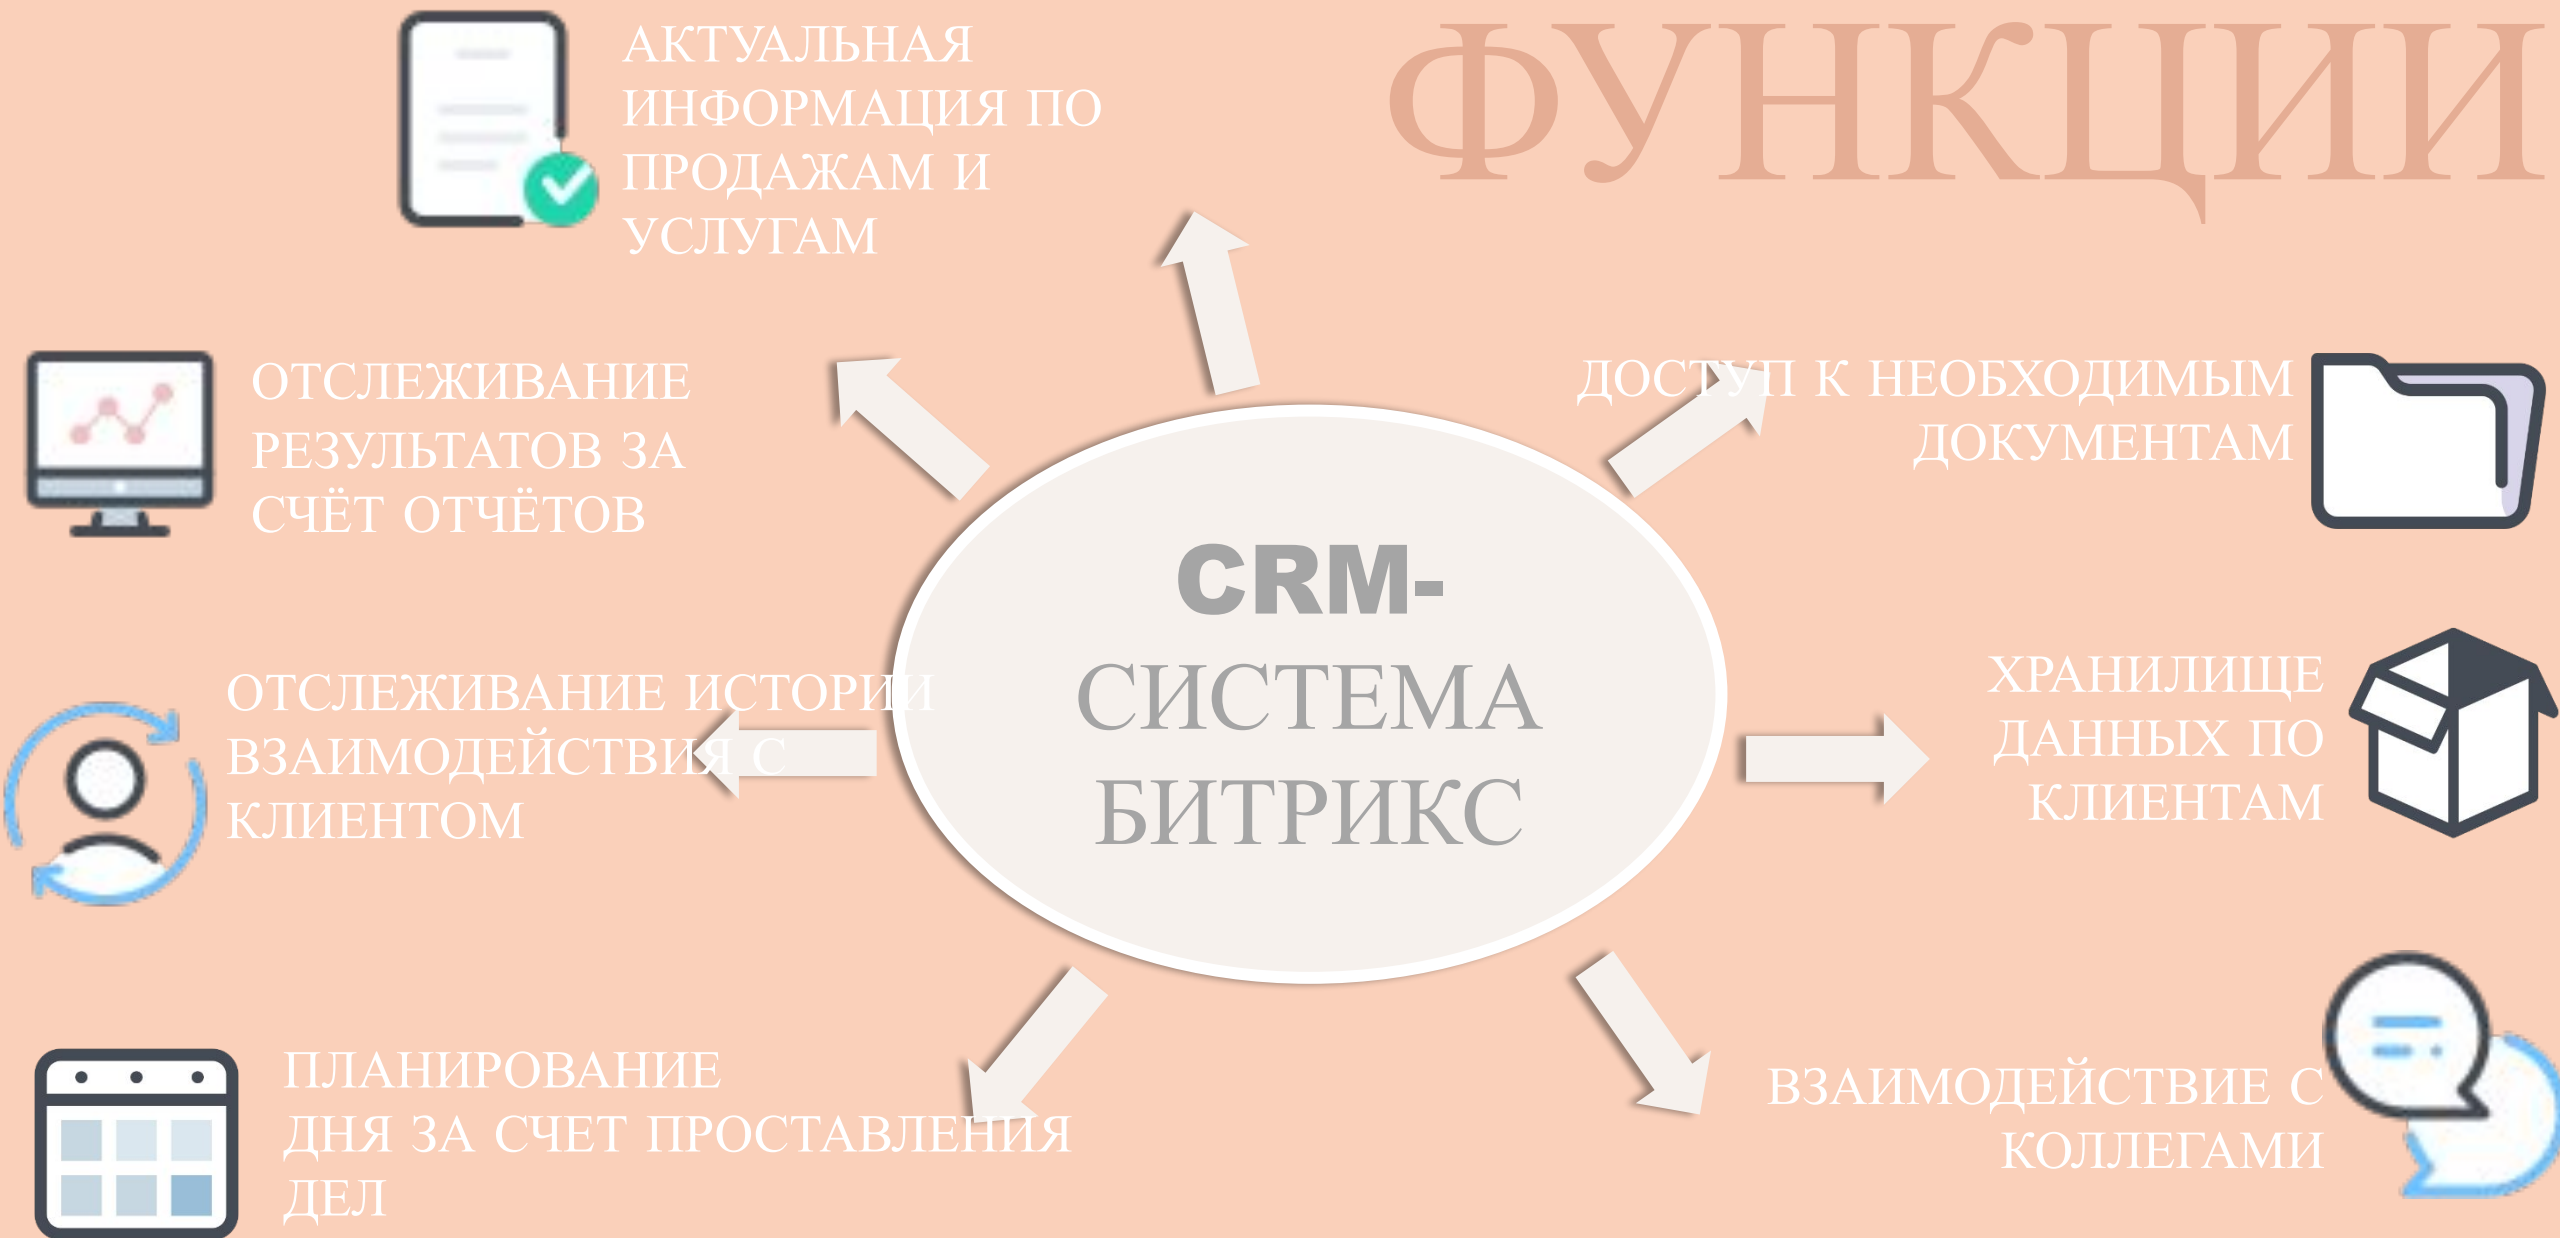 ФУНКЦИИ
АКТУАЛЬНАЯ
ИНФОРМАЦИЯ ПО
ПРОДАЖАМ И
УСЛУГАМ
ОТСЛЕЖИВАНИЕ
РЕЗУЛЬТАТОВ ЗА
СЧЁТ ОТЧЁТОВ
ОТСЛЕЖИВАНИЕ ИСТОРИИ
ВЗАИМОДЕЙСТВИЯ С
КЛИЕНТОМ
ПЛАНИРОВАНИЕ
ДНЯ ЗА СЧЕТ ПРОСТАВЛЕНИЯ
ДЕЛ
CRM-
СИСТЕМА
БИТРИКС
ДОСТУП К НЕОБХОДИМЫМ
ДОКУМЕНТАМ
ХРАНИЛИЩЕ
ДАННЫХ ПО
КЛИЕНТАМ
ВЗАИМОДЕЙСТВИЕ С
КОЛЛЕГАМИ